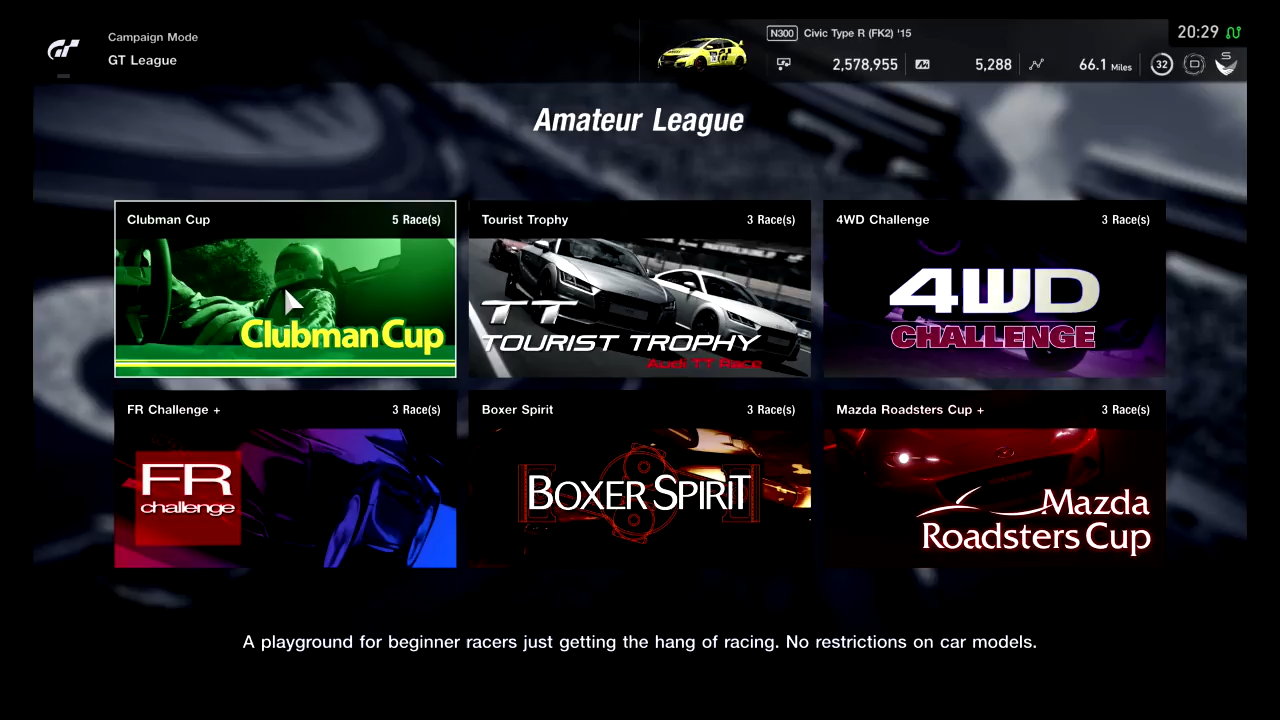 Campaign Mode
GT League
N300 Civic Type R (FK2) '15
2,578,955 5,288 66.1 Miles 32 S
20:29
Amateur League
Clubman Cup 5 Race(s)
Clubman Cup
Tourist Trophy 3 Race(s)
TT
TOURIST TROPHY
Audi TT Race
4WD Challenge 3 Race(s)
4WD
CHALLENGE
FR Challenge + 3 Race(s)
FR
challenge
Boxer Spirit 3 Race(s)
BOXER SPIRIT
Mazda Roadsters Cup + 3 Race(s)
Mazda
Roadsters Cup
A playground for beginner racers just getting the hang of racing. No restrictions on car models.